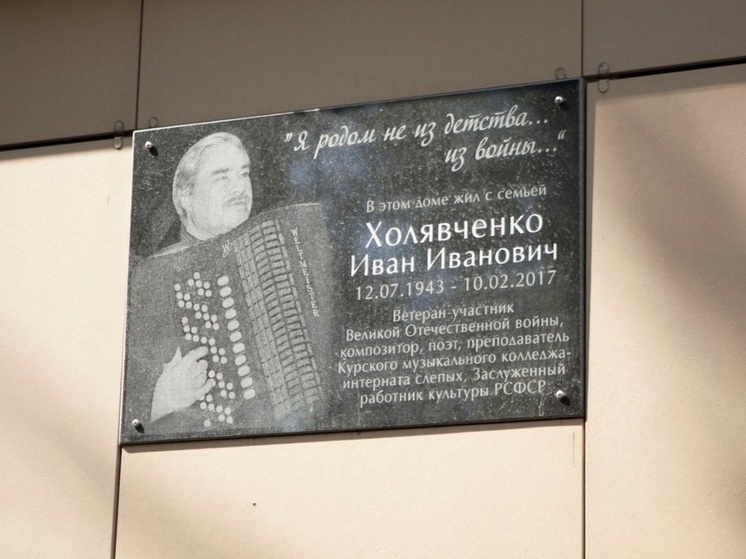 "Я родом не из детства...
из войны..."
В этом доме жил с семьёй
Холявченко
Иван Иванович
12.07.1943 - 10.02.2017
Ветеран-участник
Великой Отечественной войны,
композитор, поэт, преподаватель
Курского музыкального колледжа-
интерната слепых, Заслуженный
работник культуры РСФСР
W
WELTMEISTER